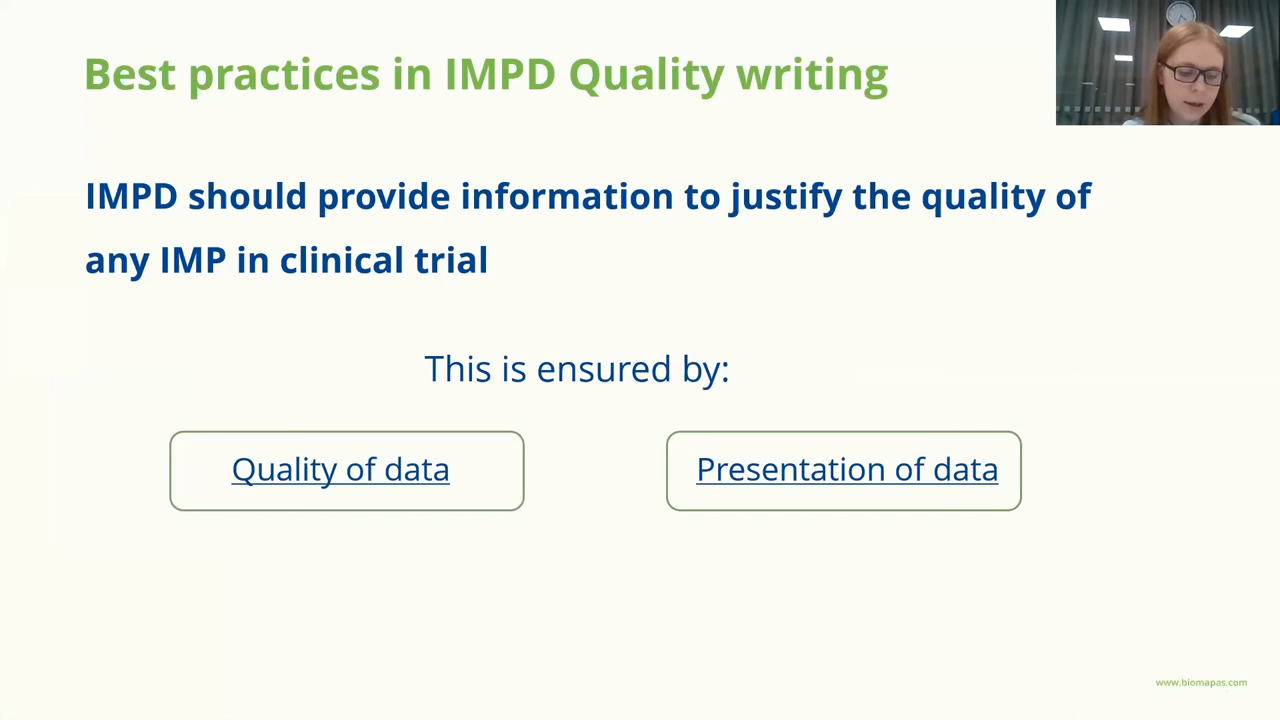 Best practices in IMPD Quality writing
IMPD should provide information to justify the quality of
any IMP in clinical trial
This is ensured by:
Quality of data
Presentation of data
www.biomapas.com